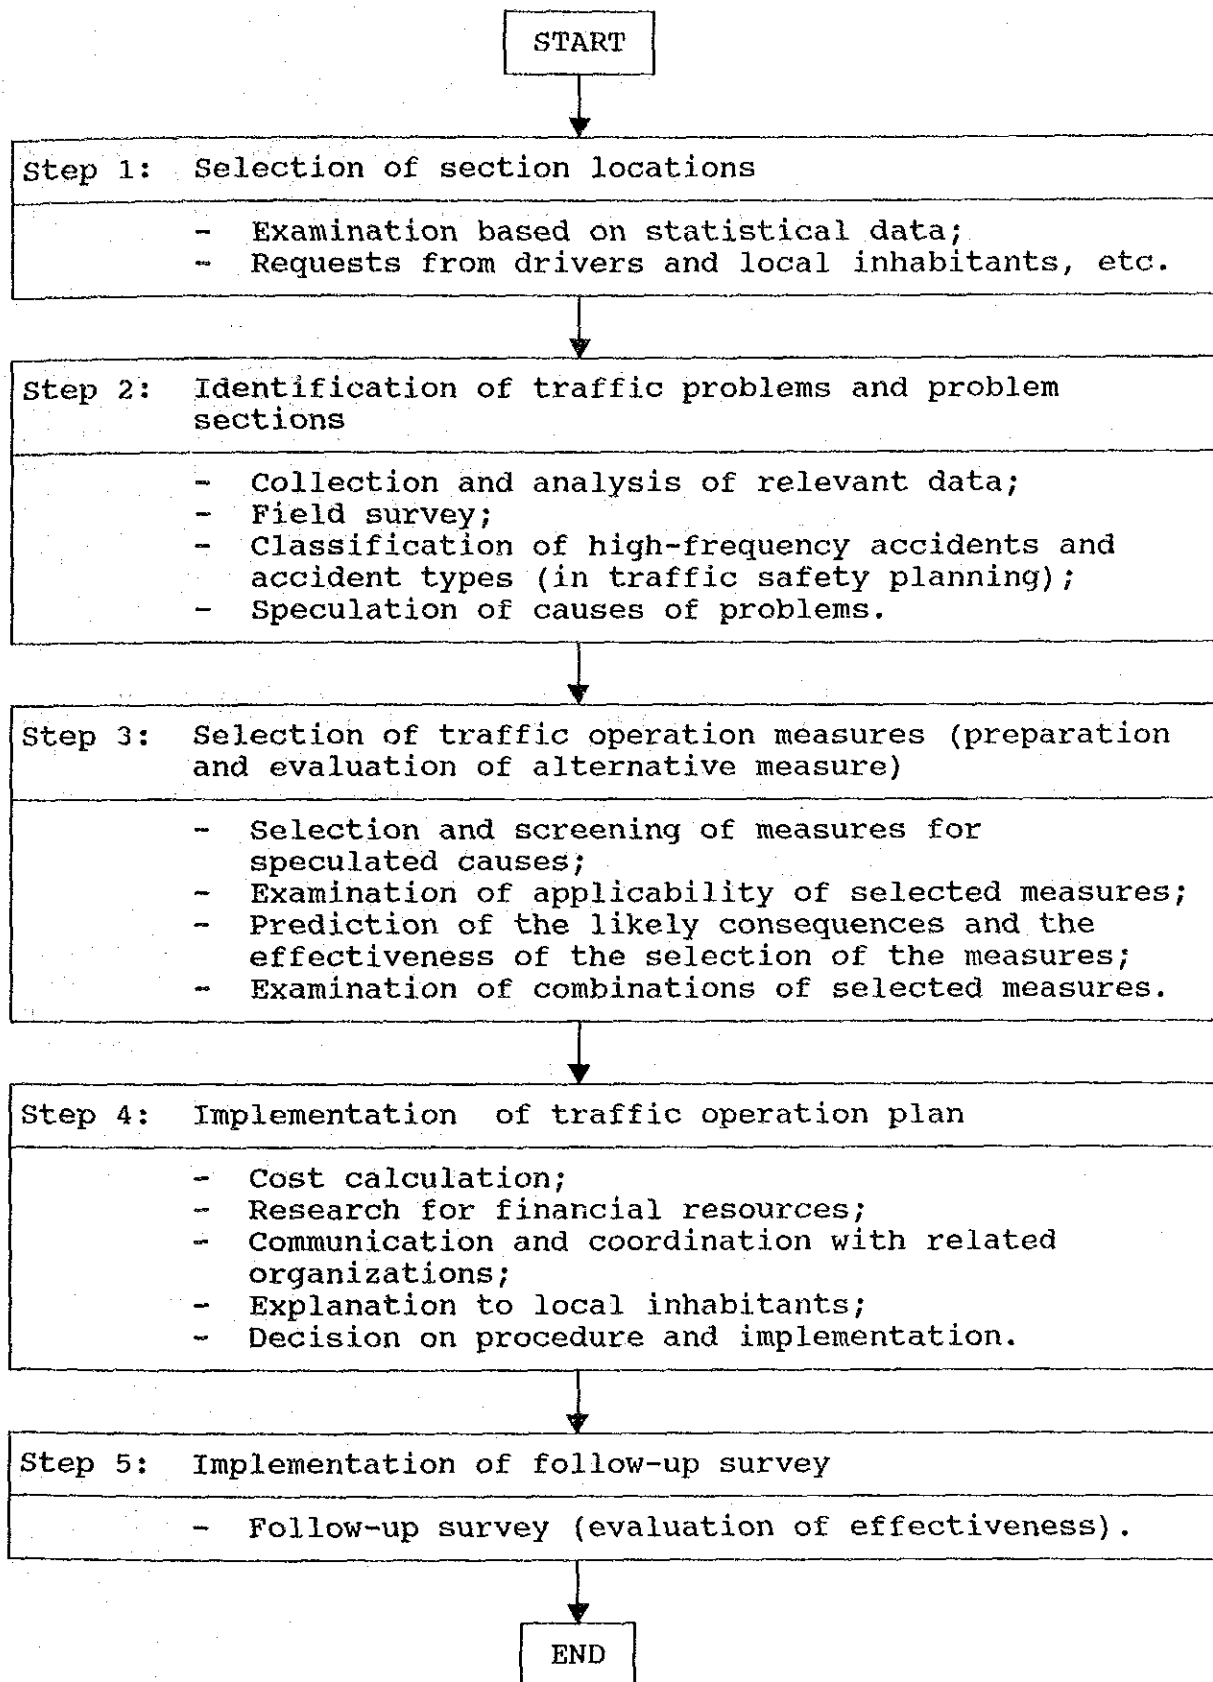 START
Step 1: Selection of section locations
- Examination based on statistical data;
- Requests from drivers and local inhabitants, etc.
Step 2: Identification of traffic problems and problem
sections
- Collection and analysis of relevant data;
- Field survey;
- Classification of high-frequency accidents and
accident types (in traffic safety planning);
- Speculation of causes of problems.
Step 3: Selection of traffic operation measures (preparation
and evaluation of alternative measure)
- Selection and screening of measures for
speculated causes;
- Examination of applicability of selected measures;
- Prediction of the likely consequences and the
effectiveness of the selection of the measures;
- Examination of combinations of selected measures.
Step 4: Implementation of traffic operation plan
- Cost calculation;
- Research for financial resources;
- Communication and coordination with related
organizations;
- Explanation to local inhabitants;
- Decision on procedure and implementation.
Step 5: Implementation of follow-up survey
- Follow-up survey (evaluation of effectiveness).
END